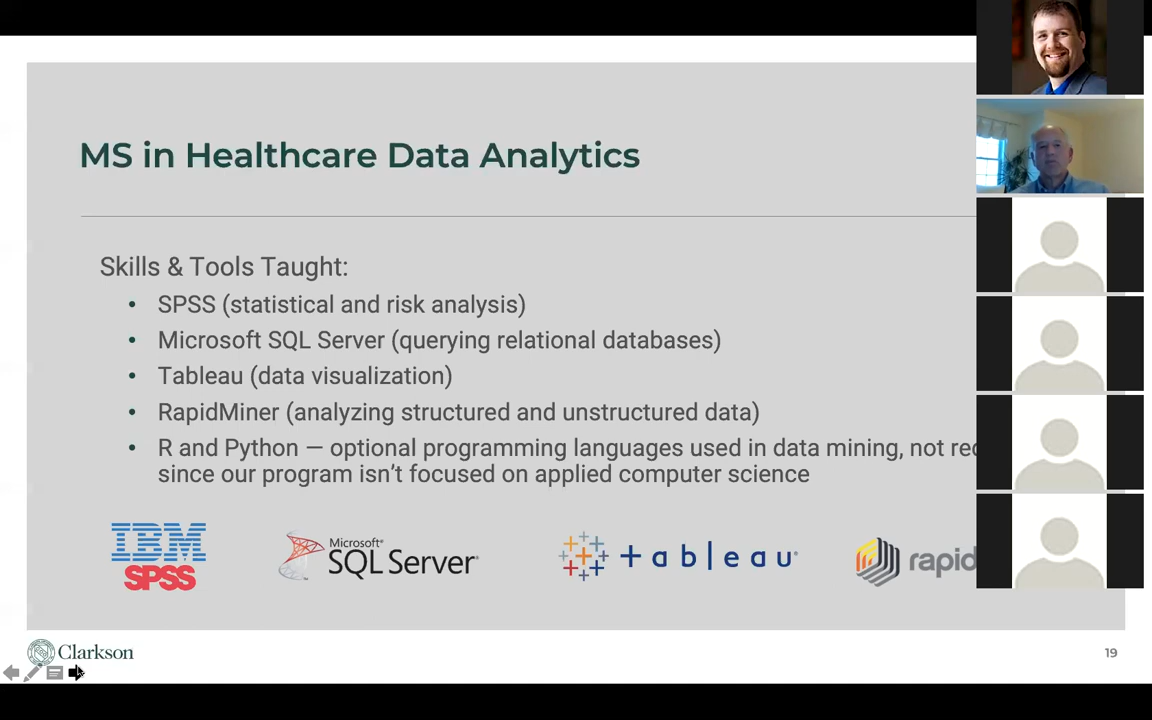 MS in Healthcare Data Analytics
Skills & Tools Taught:
• SPSS (statistical and risk analysis)
• Microsoft SQL Server (querying relational databases)
• Tableau (data visualization)
• RapidMiner (analyzing structured and unstructured data)
• R and Python — optional programming languages used in data mining, not
since our program isn't focused on applied computer science
IBM
SPSS
Microsoft®
SQL Server®
+ableau®
rapid
Clarkson
19